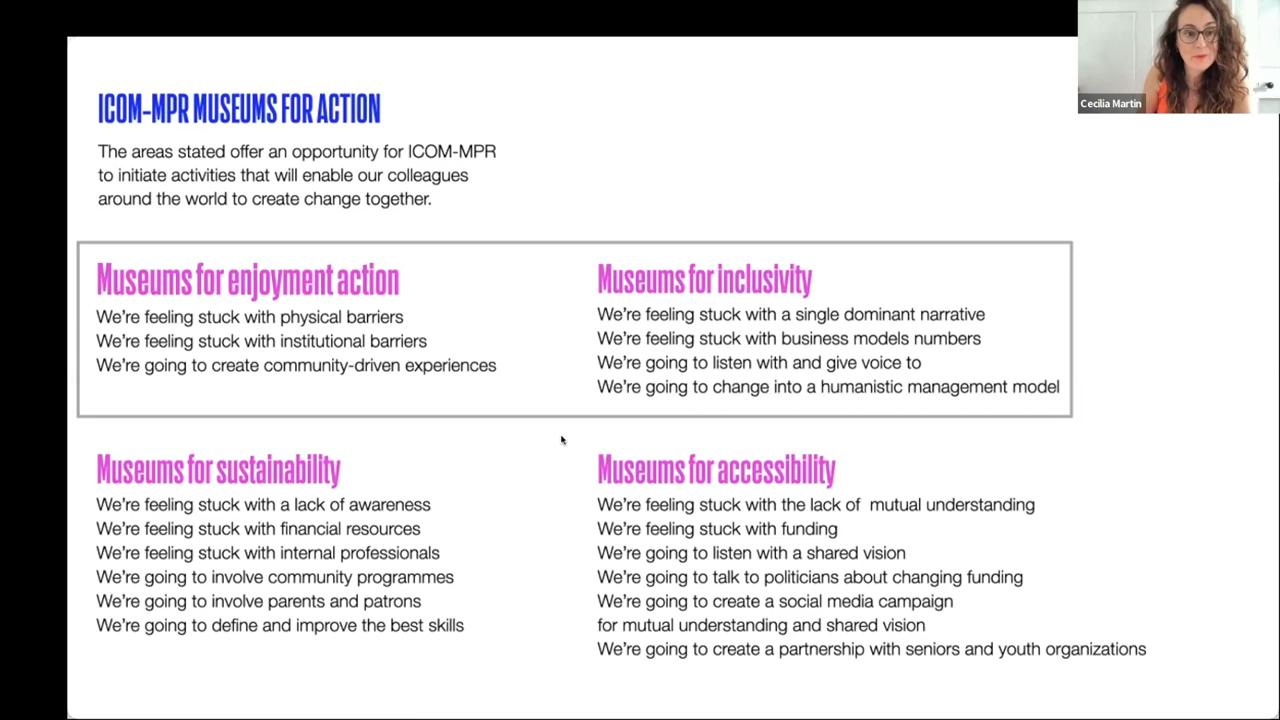 ICOM-MPR MUSEUMS FOR ACTION
The areas stated offer an opportunity for ICOM-MPR
to initiate activities that will enable our colleagues
around the world to create change together.
Museums for enjoyment action
We're feeling stuck with physical barriers
We're feeling stuck with institutional barriers
We're going to create community-driven experiences
Museums for inclusivity
We're feeling stuck with a single dominant narrative
We're feeling stuck with business models numbers
We're going to listen with and give voice to
We're going to change into a humanistic management model
Museums for sustainability
We're feeling stuck with a lack of awareness
We're feeling stuck with financial resources
We're feeling stuck with internal professionals
We're going to involve community programmes
We're going to involve parents and patrons
We're going to define and improve the best skills
Museums for accessibility
We're feeling stuck with the lack of  mutual understanding
We're feeling stuck with funding
We're going to listen with a shared vision
We're going to talk to politicians about changing funding
We're going to create a social media campaign
for mutual understanding and shared vision
We're going to create a partnership with seniors and youth organizations
Cecilia Martin